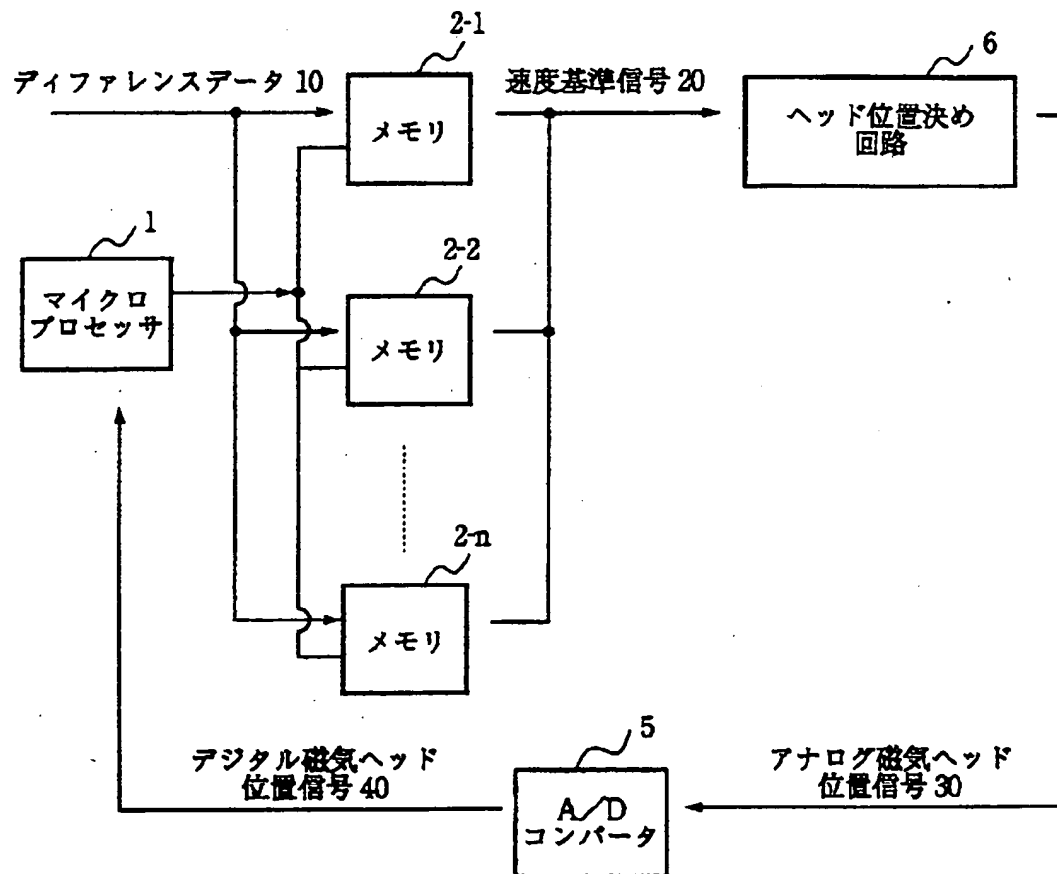 2-1
6
ディファレンスデータ 10
速度基準信号 20
メモリ
ヘッド位置決め
回路
1
2-2
マイクロ
プロセッサ
メモリ
2-n
メモリ
5
デジタル磁気ヘッド
位置信号 40
アナログ磁気ヘッド
位置信号 30
A/D
コンバータ